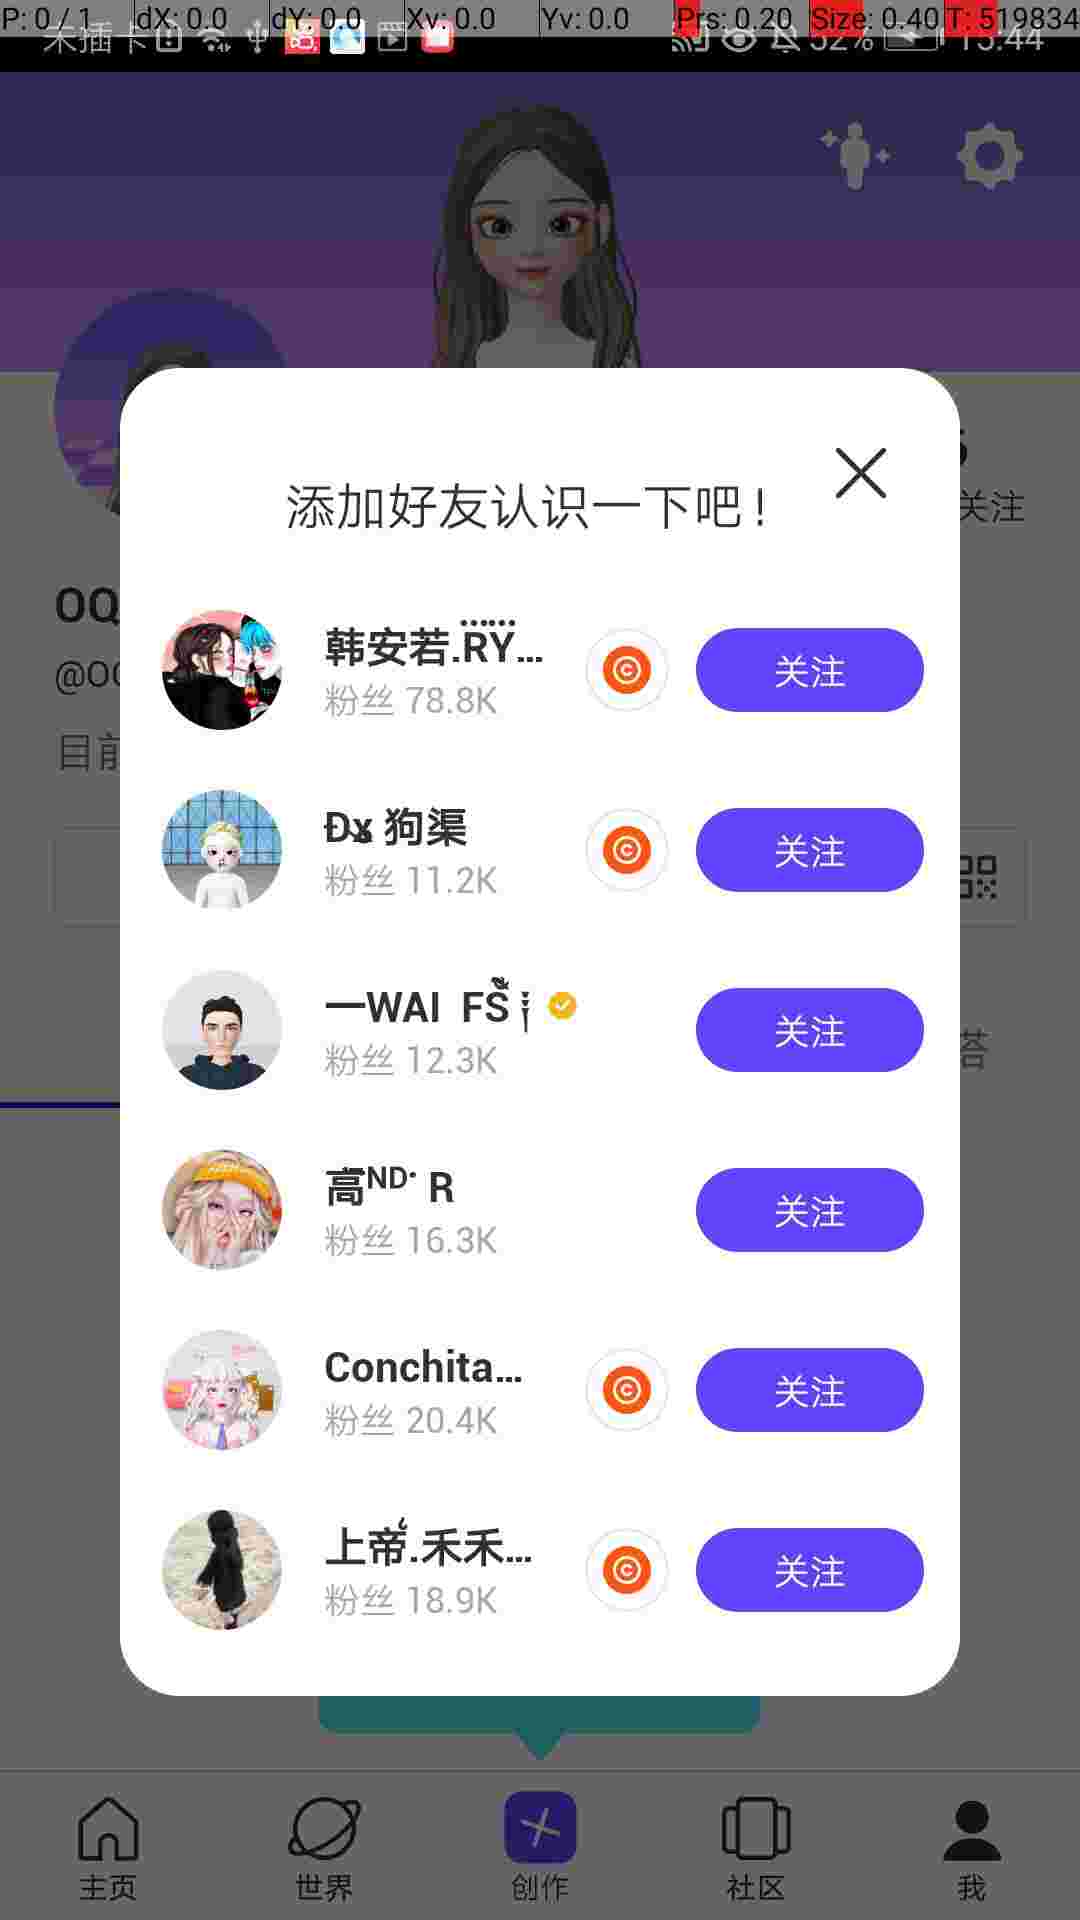 P: 0 / 1 dX: 0.0 dY: 0.0 Xv: 0.0 Yv: 0.0 Prs: 0.20 Size: 0.40 T: 519834
未插卡 52% 15:44
添加好友认识一下吧！
关注
OQ
@OQ
目前
韩安若.RY...
粉丝 78.8K
关注
狗渠
粉丝 11.2K
关注
一WAI FS
粉丝 12.3K
关注
高ᴺᴰ· R
粉丝 16.3K
关注
答
Conchita...
粉丝 20.4K
关注
上帝.禾禾...
粉丝 18.9K
关注
主页 世界 创作 社区 我